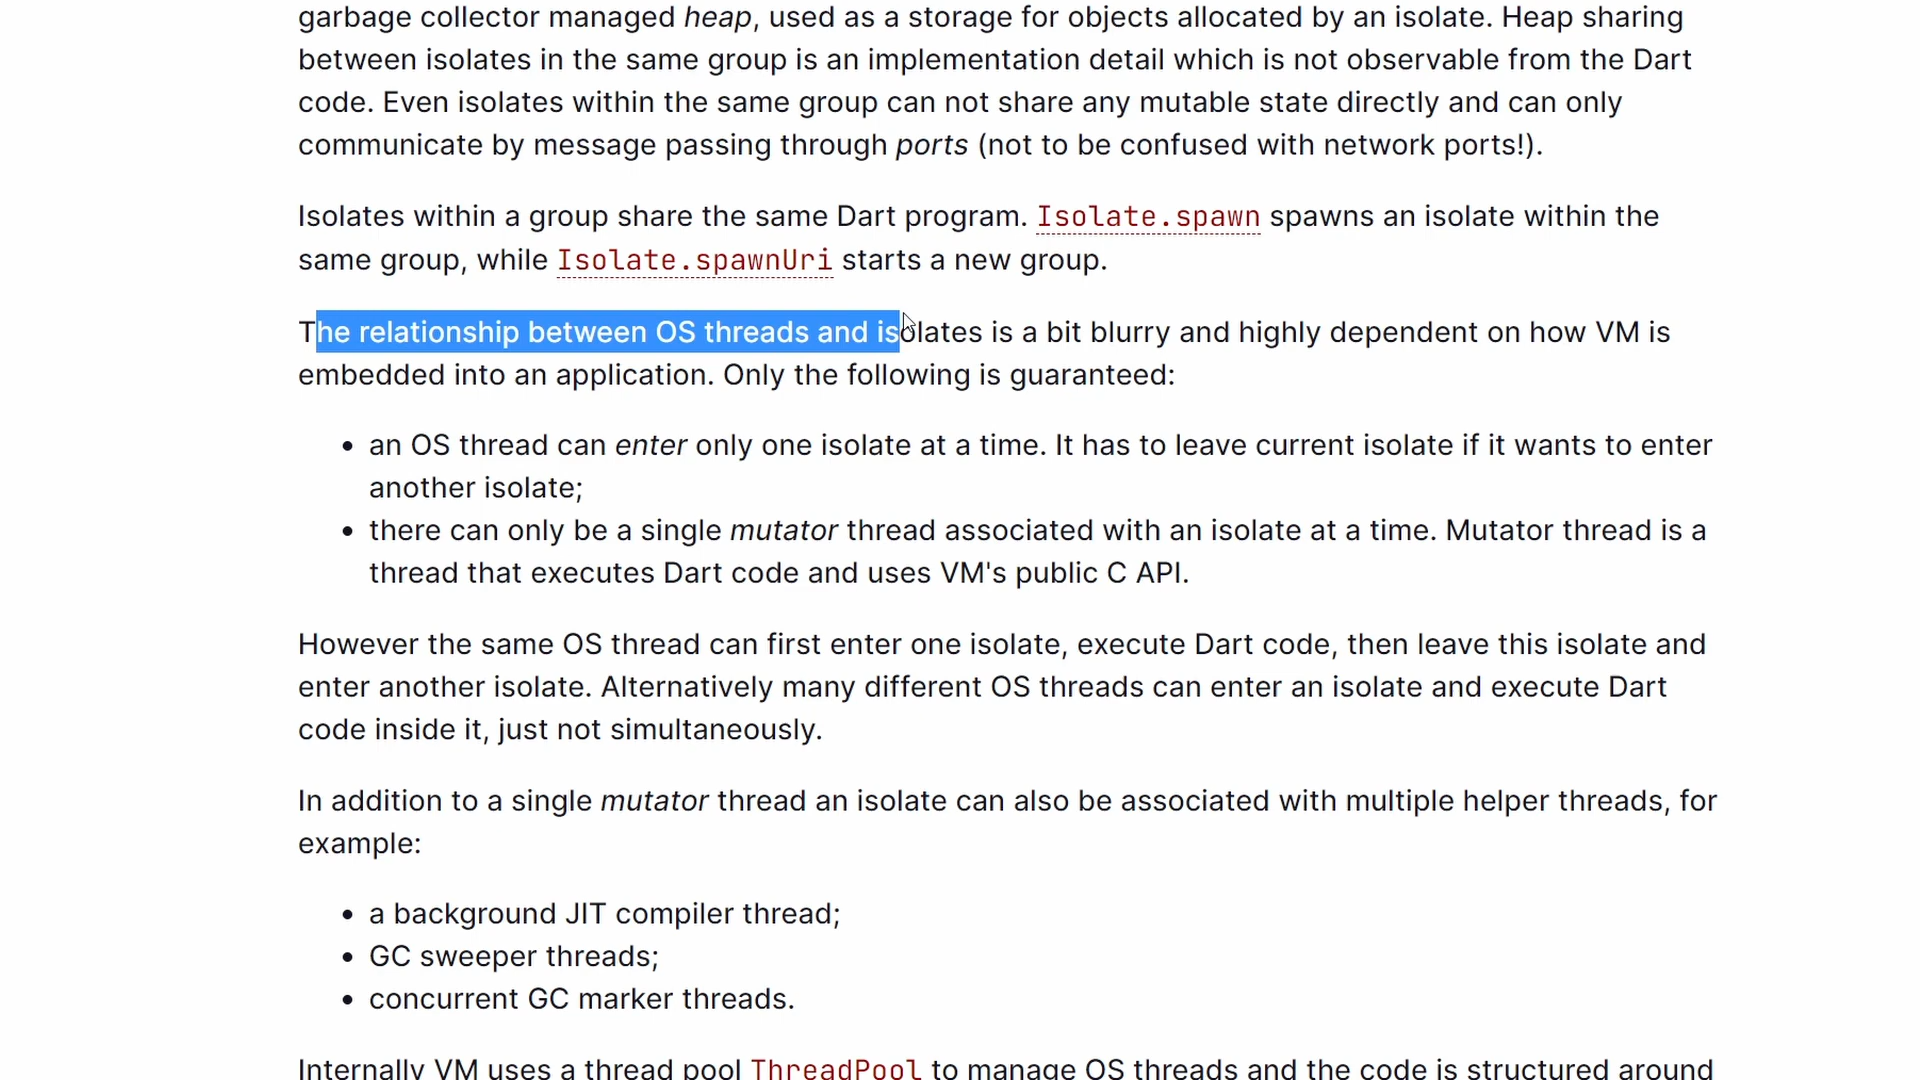 garbage collector managed heap, used as a storage for objects allocated by an isolate. Heap sharing
between isolates in the same group is an implementation detail which is not observable from the Dart
code. Even isolates within the same group can not share any mutable state directly and can only
communicate by message passing through ports (not to be confused with network ports!).
Isolates within a group share the same Dart program. Isolate.spawn spawns an isolate within the
same group, while Isolate.spawnUri starts a new group.
The relationship between OS threads and isolates is a bit blurry and highly dependent on how VM is
embedded into an application. Only the following is guaranteed:
• an OS thread can enter only one isolate at a time. It has to leave current isolate if it wants to enter
another isolate;
• there can only be a single mutator thread associated with an isolate at a time. Mutator thread is a
thread that executes Dart code and uses VM's public C API.
However the same OS thread can first enter one isolate, execute Dart code, then leave this isolate and
enter another isolate. Alternatively many different OS threads can enter an isolate and execute Dart
code inside it, just not simultaneously.
In addition to a single mutator thread an isolate can also be associated with multiple helper threads, for
example:
• a background JIT compiler thread;
• GC sweeper threads;
• concurrent GC marker threads.
Internally VM uses a thread pool ThreadPool to manage OS threads and the code is structured around